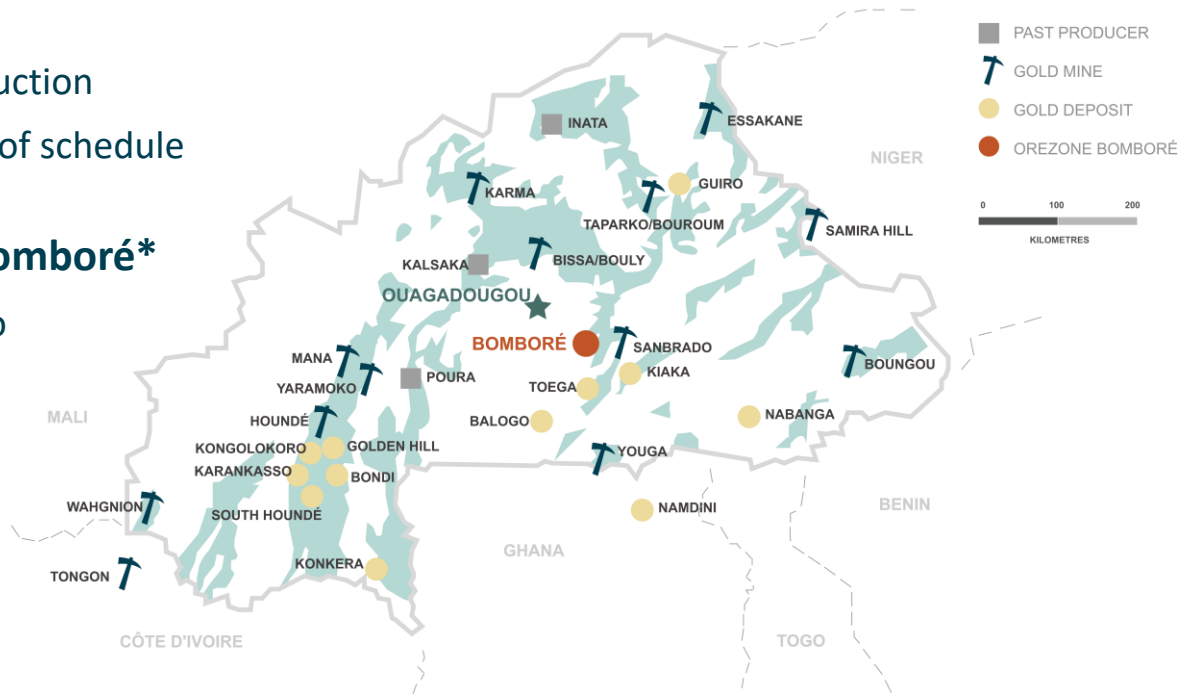 uction
of schedule
omboré*
o
PAST PRODUCER
GOLD MINE
GOLD DEPOSIT
OREZONE BOMBORÉ
0 100 200
KILOMETRES
INATA
ESSAKANE
NIGER
KARMA
GUIRO
TAPARKO/BOUROUM
SAMIRA HILL
KALSAKA
BISSA/BOULY
OUAGADOUGOU
BOMBORÉ
SANBRADO
MANA
KIAKA
BOUNGOU
YARAMOKO
POURA
TOEGA
MALI
HOUNDÉ
BALOGO
NABANGA
KONGOLOKORO
GOLDEN HILL
YOUGA
KARANKASSO
BONDI
WAHGNION
SOUTH HOUNDÉ
NAMDINI
BENIN
GHANA
KONKERA
TONGON
CÔTE D'IVOIRE
TOGO